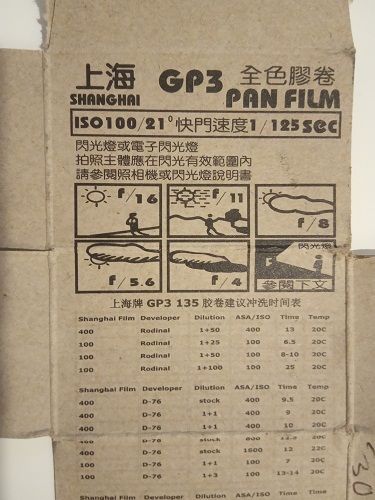 上海 GP3 全色膠卷
SHANGHAI PAN FILM
ISO100/21° 快門速度1/125sec
閃光燈或電子閃光燈
拍照主體應在閃光有效範圍內
請參閱照相機或閃光燈說明書
f/16 f/11 f/8
f/5.6 f/4 閃光燈 參閱下文
上海牌 GP3 135 胶卷建议冲洗时间表
Shanghai Film Developer Dilution ASA/ISO Time Temp
400 Rodinal 1+50 400 13 20C
100 Rodinal 1+25 100 6.5 20C
100 Rodinal 1+50 100 8-10 20C
100 Rodinal 1+100 100 25 20C
Shanghai Film Developer Dilution ASA/ISO Time Temp
400 D-76 stock 400 9.5 20C
400 D-76 1+1 400 9 20C
400 D-76 1+1 400 10 20C
400 D-76 stock 800 20C
400 D-76 stock 1600 12 22C
100 D-76 1+1 100 7 20C
100 D-76 1+3 100 13-14 20C